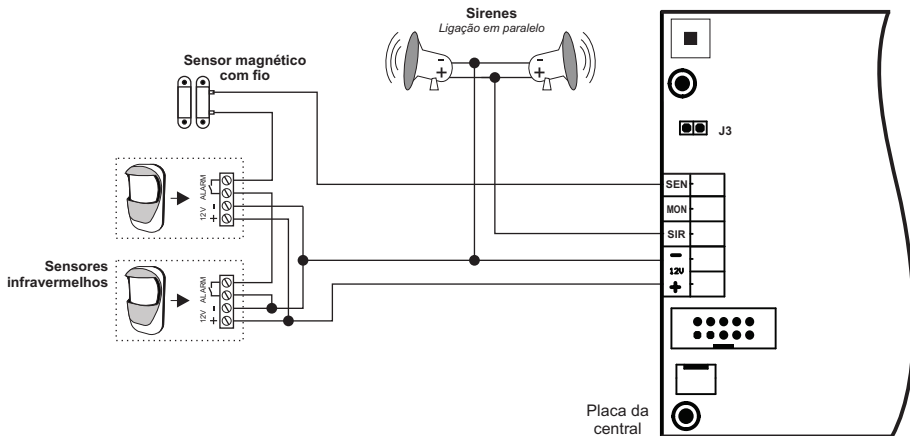 Sirenes
Ligação em paralelo
-
+
-
+
Sensor magnético
com fio
J3
ALARM
12V
-
+
SEN
MON
SIR
-
12V
+
Sensores
infravermelhos
ALARM
12V
-
+
Placa da
central